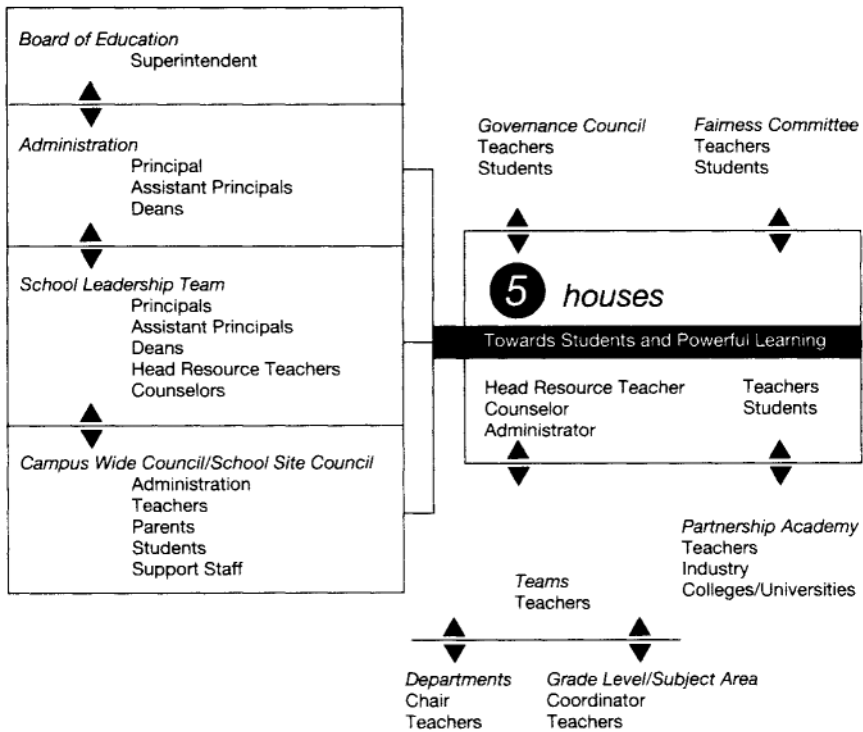 Board of Education
Superintendent
Administration
Principal
Assistant Principals
Deans
School Leadership Team
Principals
Assistant Principals
Deans
Head Resource Teachers
Counselors
Campus Wide Council/School Site Council
Administration
Teachers
Parents
Students
Support Staff
Governance Council
Teachers
Students
Fairness Committee
Teachers
Students
5 houses
Towards Students and Powerful Learning
Head Resource Teacher
Counselor
Administrator
Teachers
Students
Partnership Academy
Teachers
Industry
Colleges/Universities
Teams
Teachers
Departments
Chair
Teachers
Grade Level/Subject Area
Coordinator
Teachers